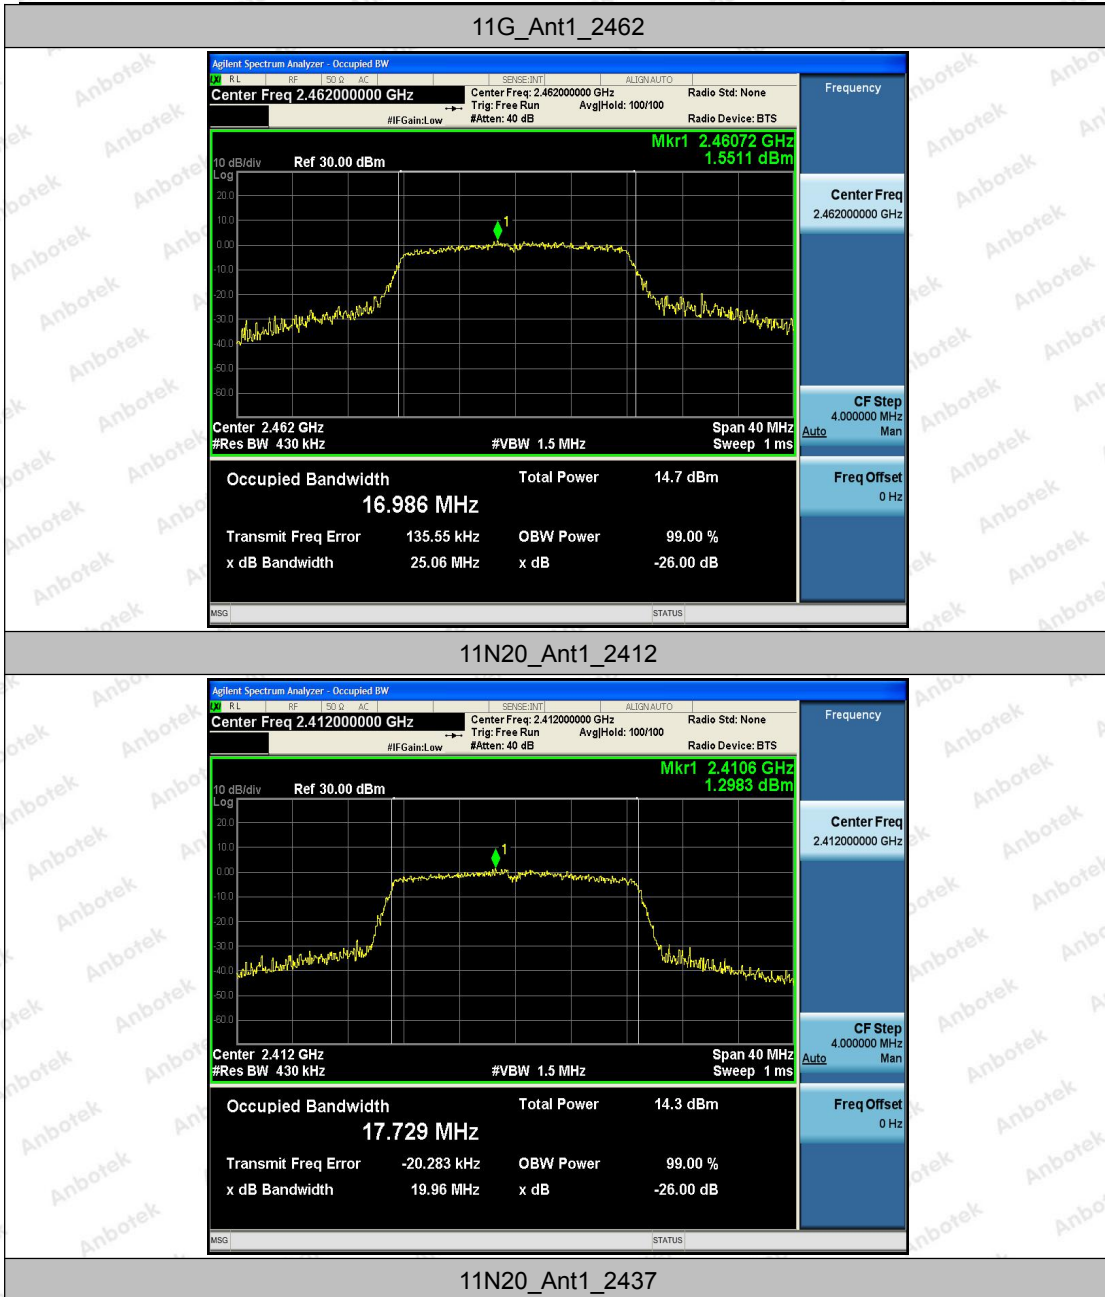 11G_Ant1_2462
Agilent Spectrum Analyzer - Occupied BW
LXI RL RF 50 Ω AC SENSE:INT ALIGNAUTO
Center Freq 2.462000000 GHz Center Freq: 2.462000000 GHz Radio Std: None
Trig: Free Run Avg|Hold: 100/100
#IFGain:Low #Atten: 40 dB Radio Device: BTS
Mkr1 2.46072 GHz
1.5511 dBm
10 dB/div Ref 30.00 dBm
Log
20.0
10.0
0.00
-10.0
-20.0
-30.0
-40.0
-50.0
-60.0
1
Center 2.462 GHz Span 40 MHz
#Res BW 430 kHz #VBW 1.5 MHz Sweep 1 ms
Occupied Bandwidth Total Power 14.7 dBm
16.986 MHz
Transmit Freq Error 135.55 kHz OBW Power 99.00 %
x dB Bandwidth 25.06 MHz x dB -26.00 dB
MSG STATUS
Frequency
Center Freq
2.462000000 GHz
CF Step
4.000000 MHz
Auto Man
Freq Offset
0 Hz
11N20_Ant1_2412
Agilent Spectrum Analyzer - Occupied BW
LXI RL RF 50 Ω AC SENSE:INT ALIGNAUTO
Center Freq 2.412000000 GHz Center Freq: 2.412000000 GHz Radio Std: None
Trig: Free Run Avg|Hold: 100/100
#IFGain:Low #Atten: 40 dB Radio Device: BTS
Mkr1 2.4106 GHz
1.2983 dBm
10 dB/div Ref 30.00 dBm
Log
20.0
10.0
0.00
-10.0
-20.0
-30.0
-40.0
-50.0
-60.0
1
Center 2.412 GHz Span 40 MHz
#Res BW 430 kHz #VBW 1.5 MHz Sweep 1 ms
Occupied Bandwidth Total Power 14.3 dBm
17.729 MHz
Transmit Freq Error -20.283 kHz OBW Power 99.00 %
x dB Bandwidth 19.96 MHz x dB -26.00 dB
MSG STATUS
Frequency
Center Freq
2.412000000 GHz
CF Step
4.000000 MHz
Auto Man
Freq Offset
0 Hz
11N20_Ant1_2437
Anbotek